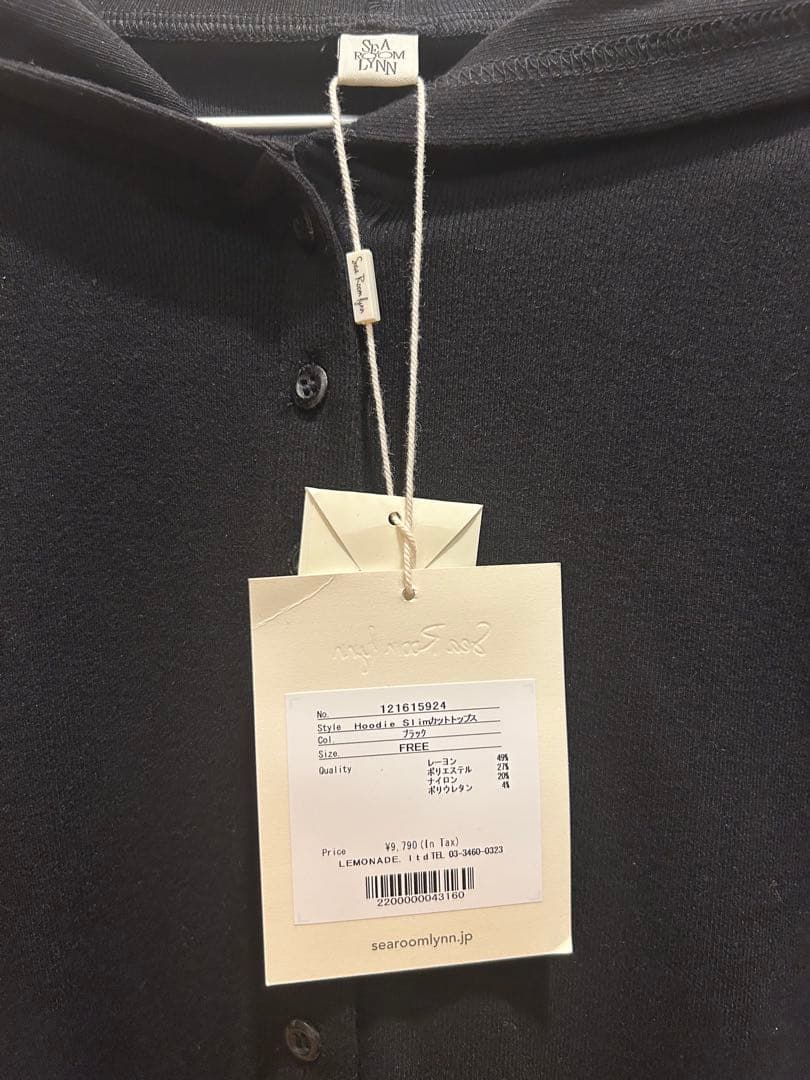 SEA
ROOM
LYNN
Sea Room lynn
Sea Room lynn
No. 121615924
Style Hoodie Slimカットトップス
Col. ブラック
Size. FREE
Quality レーヨン 49%
ポリエステル 27%
ナイロン 20%
ポリウレタン 4%
Price ¥9,790(In Tax)
LEMONADE. ltd TEL 03-3460-0323
2200000043160
searoomlynn.jp